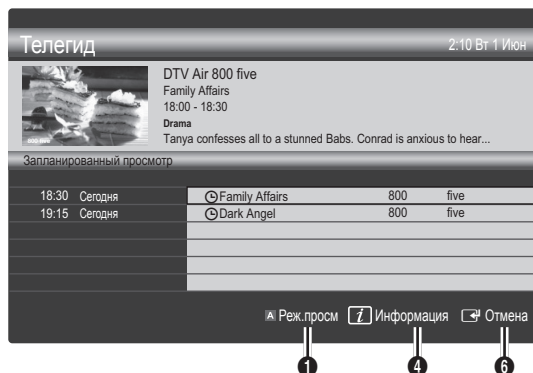 Телегид 2:10 Вт 1 Июн
DTV Air 800 five
Family Affairs
18:00 - 18:30
Drama
Tanya confesses all to a stunned Babs. Conrad is anxious to hear...
800 five
Запланированный просмотр
18:30 Сегодня Family Affairs 800 five
19:15 Сегодня Dark Angel 800 five
A Реж.просм i Информация Отмена
1 4 6